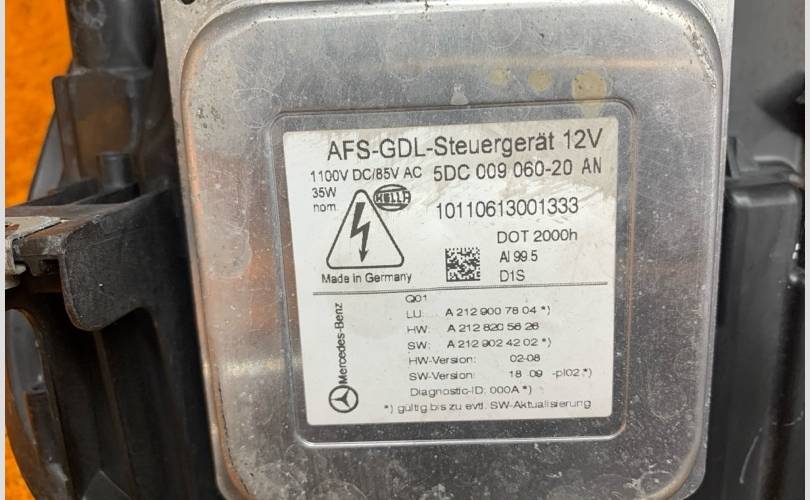 AFS-GDL-Steuergerät 12V
1100V DC/85V AC 5DC 009 060-20 AN
35W
nom.
HELLA
10110613001333
DOT 2000h
Al 99 5
D1S
Made in Germany
Mercedes-Benz
Q01
LU: A 212 900 78 04 *)
HW: A 212 820 56 26
SW: A 212 902 42 02 *)
HW-Version: 02-08
SW-Version: 18 09 -pl02 *)
Diagnostic-ID: 000A *)
*) gültig bis zu evtl. SW-Aktualisierung